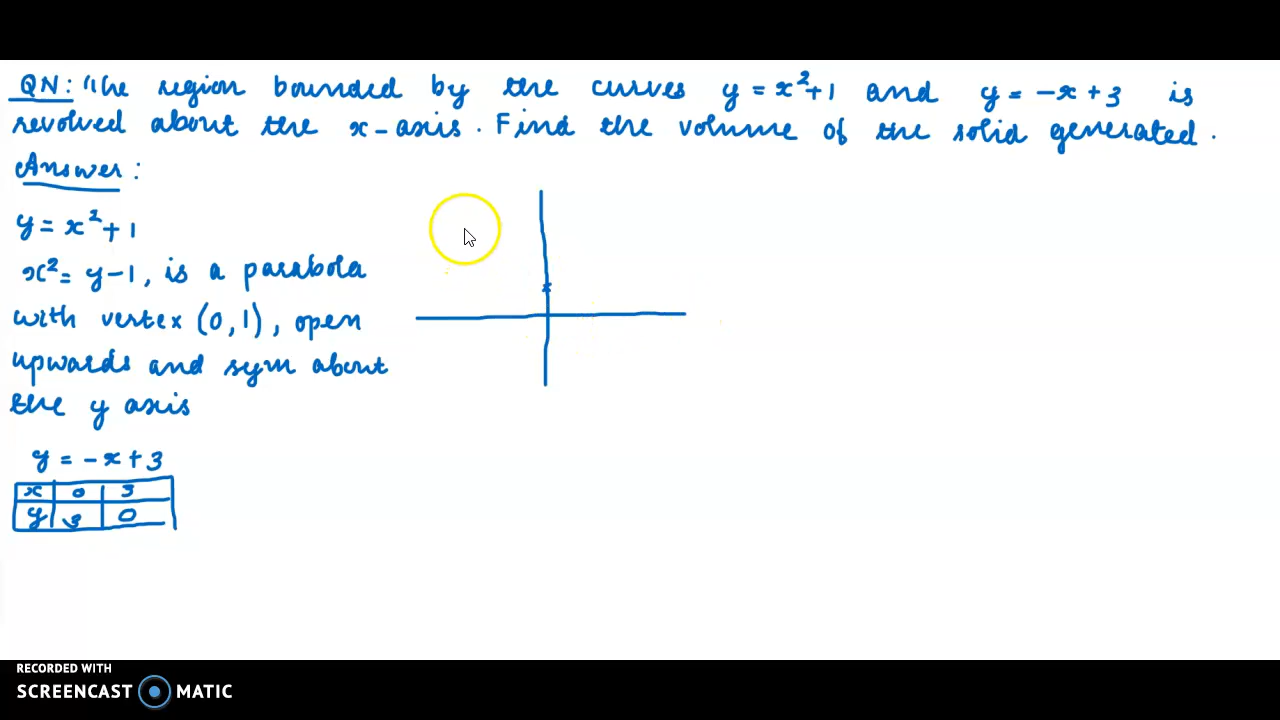 QN: The region bounded by the curves y = x²+1 and y = -x+3 is
revolved about the x-axis. Find the volume of the solid generated.
Answer:
y = x²+1
x² = y-1, is a parabola
with vertex (0,1), open
upwards and sym about
the y axis
y = -x+3
x 0 3
y 3 0
RECORDED WITH
SCREENCAST MATIC